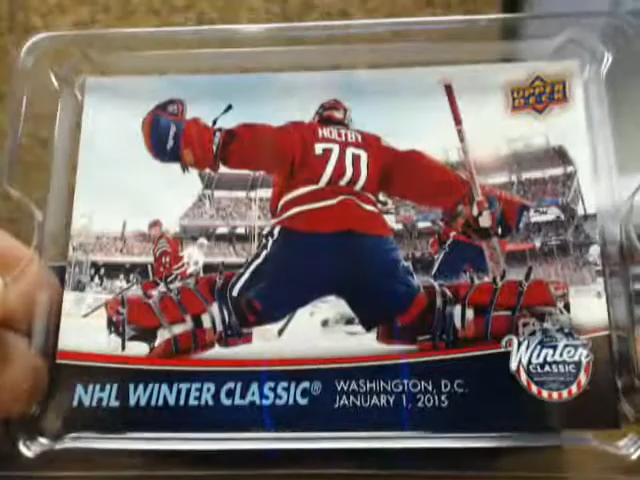 UPPER
DECK
HOLTBY
70
Winter
CLASSIC
NHL WINTER CLASSIC®
WASHINGTON, D.C.
JANUARY 1, 2015